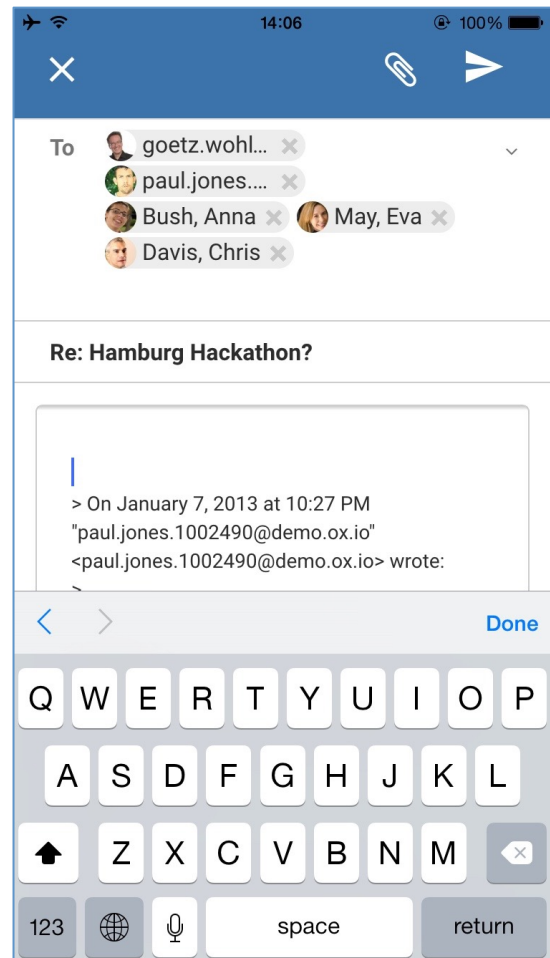 14:06 100%
To goetz.wohl...
paul.jones....
Bush, Anna May, Eva
Davis, Chris
Re: Hamburg Hackathon?
> On January 7, 2013 at 10:27 PM
"paul.jones.1002490@demo.ox.io"
<paul.jones.1002490@demo.ox.io> wrote:
>
Done
Q W E R T Y U I O P
A S D F G H J K L
Z X C V B N M
123 space return